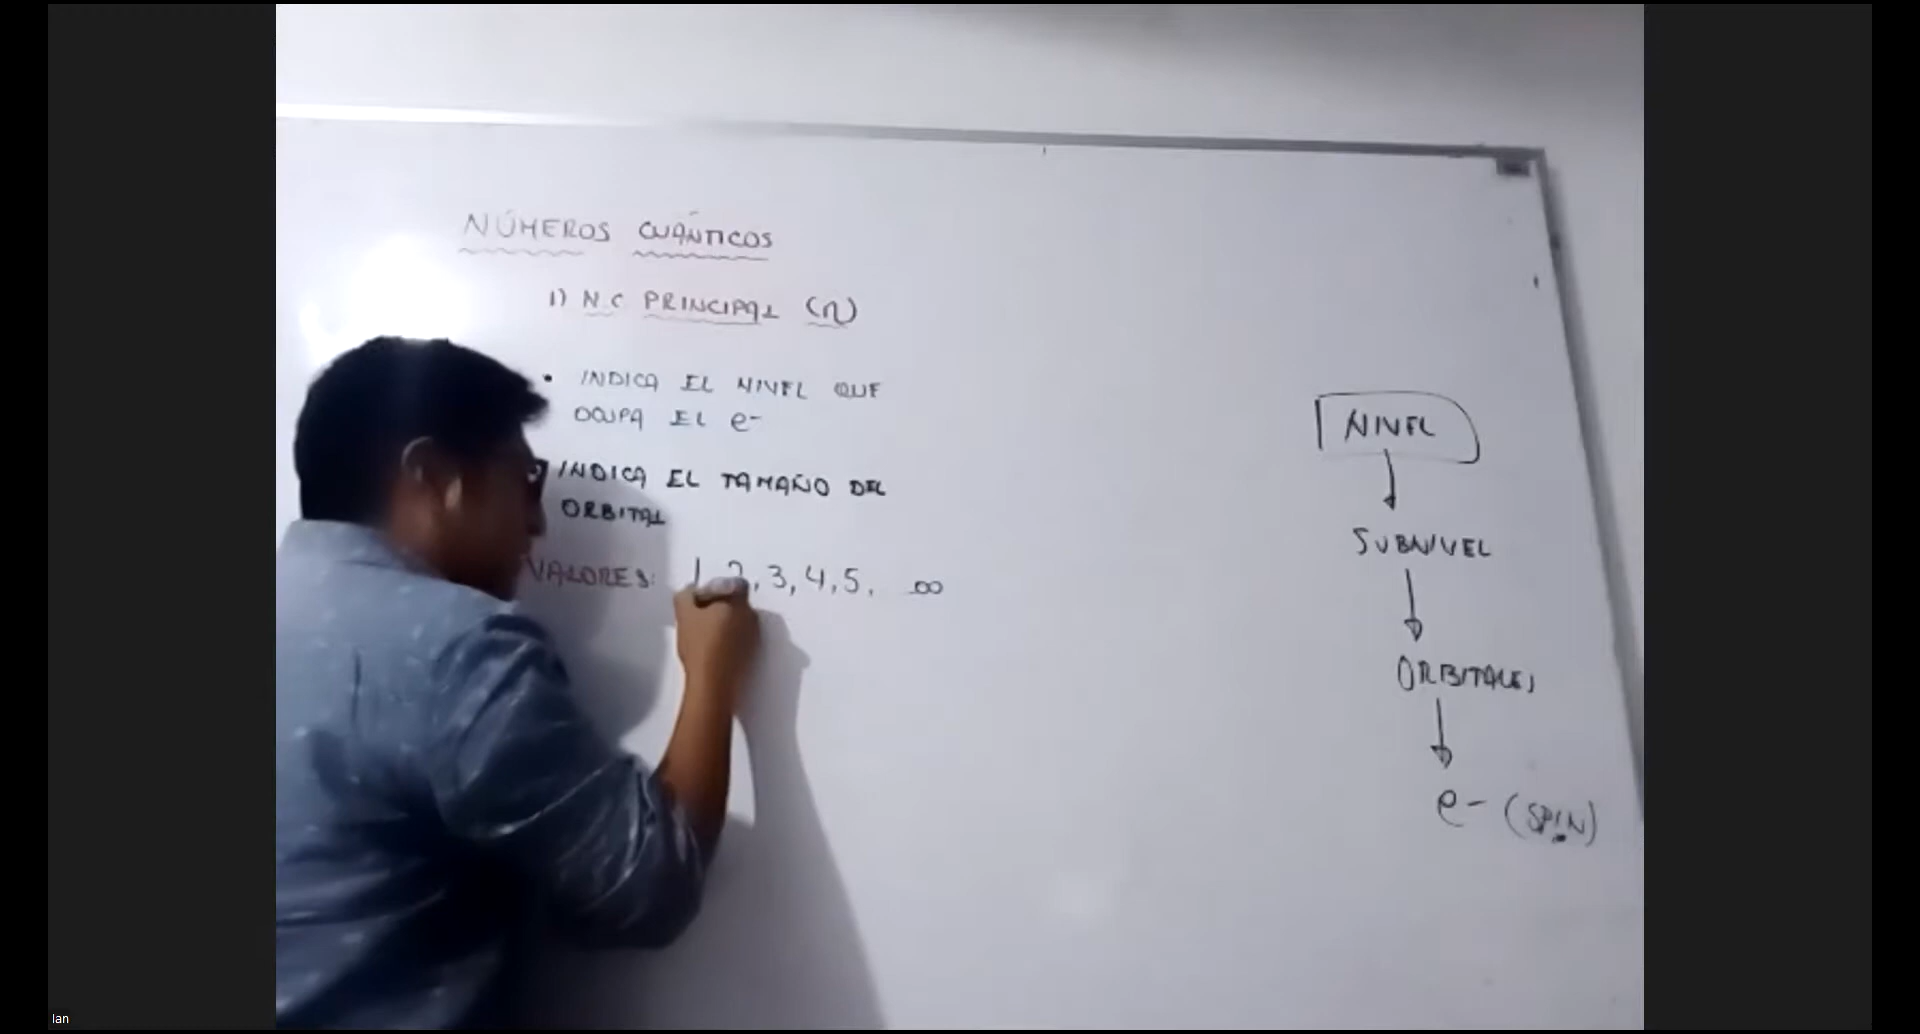 NÚMEROS CUÁNTICOS
1) N.C PRINCIPAL (n)
• INDICA EL NIVEL QUE
OCUPA EL e-
INDICA EL TAMAÑO DEL
ORBITAL
VALORES: 1, 2, 3, 4, 5, ∞
NIVEL
SUBNIVEL
ORBITALES
e- (SPIN)
Ian